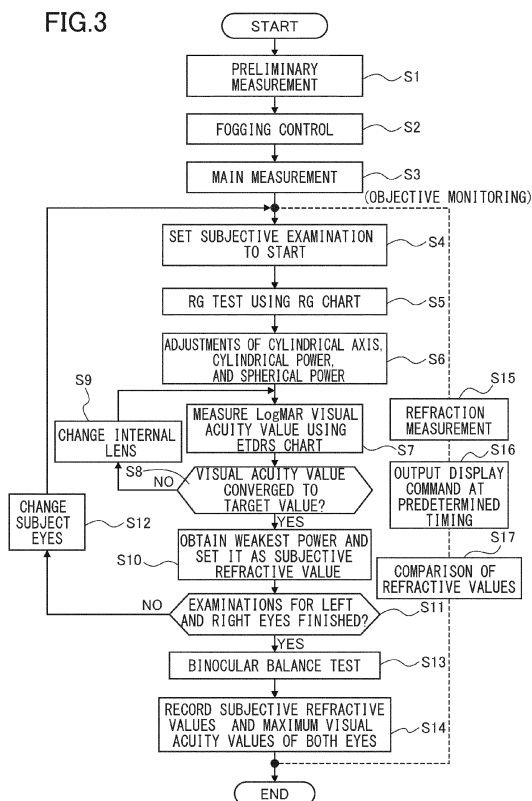 FIG.3
START
PRELIMINARY
MEASUREMENT
S1
FOGGING CONTROL
S2
MAIN MEASUREMENT
S3
(OBJECTIVE MONITORING)
SET SUBJECTIVE EXAMINATION
TO START
S4
RG TEST USING RG CHART
S5
ADJUSTMENTS OF CYLINDRICAL AXIS,
CYLINDRICAL POWER,
AND SPHERICAL POWER
S6
S9
CHANGE INTERNAL
LENS
MEASURE LogMAR VISUAL
ACUITY VALUE USING
ETDRS CHART
S7
S15
REFRACTION
MEASUREMENT
S8
NO
VISUAL ACUITY VALUE
CONVERGED TO
TARGET VALUE?
YES
S16
OUTPUT DISPLAY
COMMAND AT
PREDETERMINED
TIMING
CHANGE
SUBJECT
EYES
S12
S10
OBTAIN WEAKEST POWER AND
SET IT AS SUBJECTIVE
REFRACTIVE VALUE
S17
COMPARISON OF
REFRACTIVE VALUES
NO
EXAMINATIONS FOR LEFT
AND RIGHT EYES FINISHED?
S11
YES
BINOCULAR BALANCE TEST
S13
RECORD SUBJECTIVE REFRACTIVE
VALUES AND MAXIMUM VISUAL
ACUITY VALUES OF BOTH EYES
S14
END